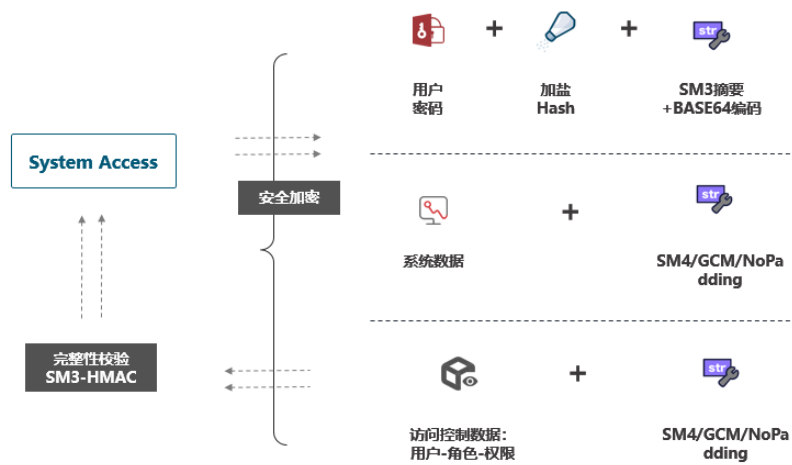 str
用户
密码
加盐
Hash
SM3摘要
+BASE64编码
System Access
安全加密
str
系统数据
SM4/GCM/NoPa
dding
完整性校验
SM3-HMAC
str
访问控制数据:
用户-角色-权限
SM4/GCM/NoPa
dding